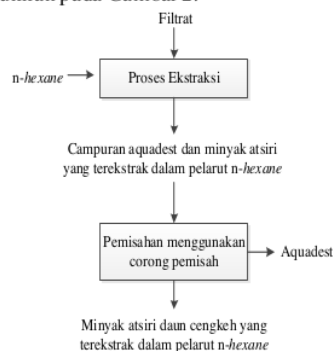 Filtrat
n-hexane
Proses Ekstraksi
Campuran aquadest dan minyak atsiri
yang terekstrak dalam pelarut n-hexane
Pemisahan menggunakan
corong pemisah
Aquadest
Minyak atsiri daun cengkeh yang
terekstrak dalam pelarut n-hexane